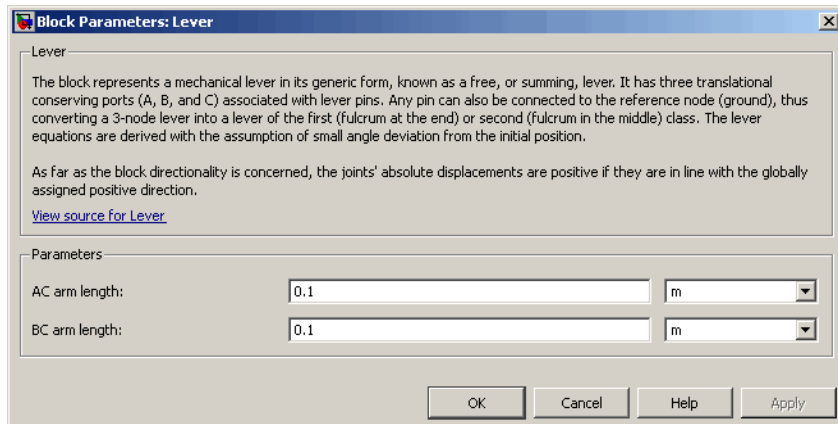 Block Parameters: Lever
Lever
The block represents a mechanical lever in its generic form, known as a free, or summing, lever. It has three translational
conserving ports (A, B, and C) associated with lever pins. Any pin can also be connected to the reference node (ground), thus
converting a 3-node lever into a lever of the first (fulcrum at the end) or second (fulcrum in the middle) class. The lever
equations are derived with the assumption of small angle deviation from the initial position.
As far as the block directionality is concerned, the joints' absolute displacements are positive if they are in line with the globally
assigned positive direction.
View source for Lever
Parameters
AC arm length: 0.1 m
BC arm length: 0.1 m
OK Cancel Help Apply